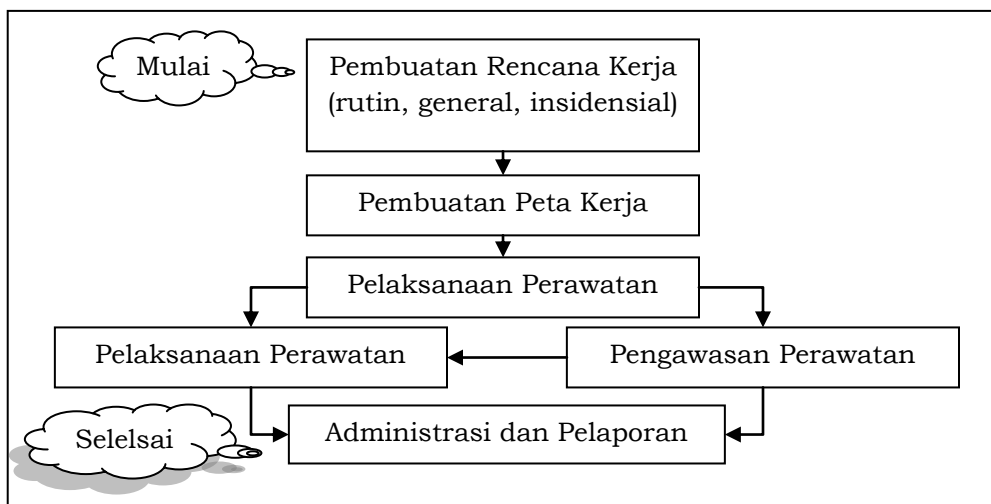 Mulai
Pembuatan Rencana Kerja
(rutin, general, insidensial)
Pembuatan Peta Kerja
Pelaksanaan Perawatan
Pelaksanaan Perawatan
Pengawasan Perawatan
Selelsai
Administrasi dan Pelaporan